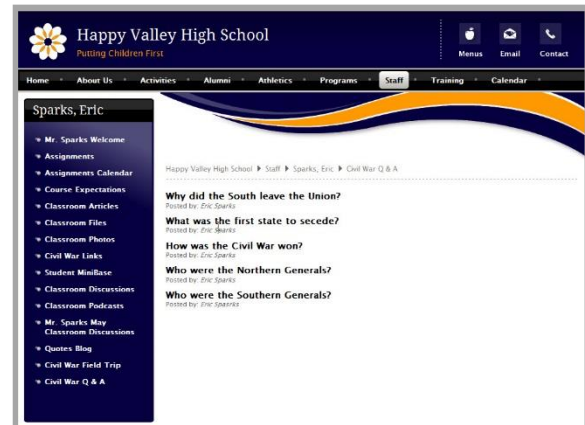 Happy Valley High School
Putting Children First
Menus Email Contact
Home About Us Activities Alumni Athletics Programs Staff Training Calendar
Sparks, Eric
Mr. Sparks Welcome
Assignments
Assignments Calendar
Course Expectations
Classroom Articles
Classroom Files
Classroom Photos
Civil War Links
Student MiniBase
Classroom Discussions
Classroom Podcasts
Mr. Sparks May
Classroom Discussions
Quotes Blog
Civil War Field Trip
Civil War Q & A
Happy Valley High School Staff Sparks, Eric Civil War Q & A
Why did the South leave the Union?
Posted by: Eric Sparks
What was the first state to secede?
Posted by: Eric Sparks
How was the Civil War won?
Posted by: Eric Sparks
Who were the Northern Generals?
Posted by: Eric Sparks
Who were the Southern Generals?
Posted by: Eric Sparks